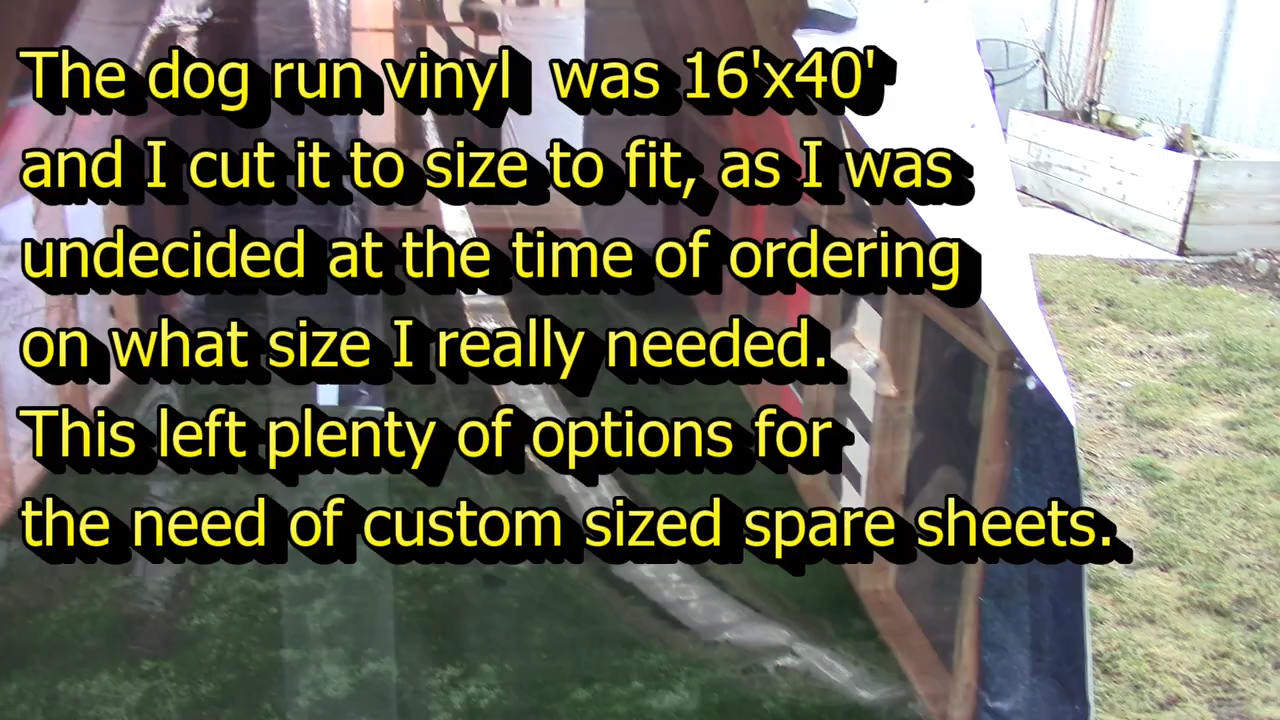 The dog run vinyl  was 16'x40'
and I cut it to size to fit, as I was
undecided at the time of ordering
on what size I really needed.
This left plenty of options for
the need of custom sized spare sheets.